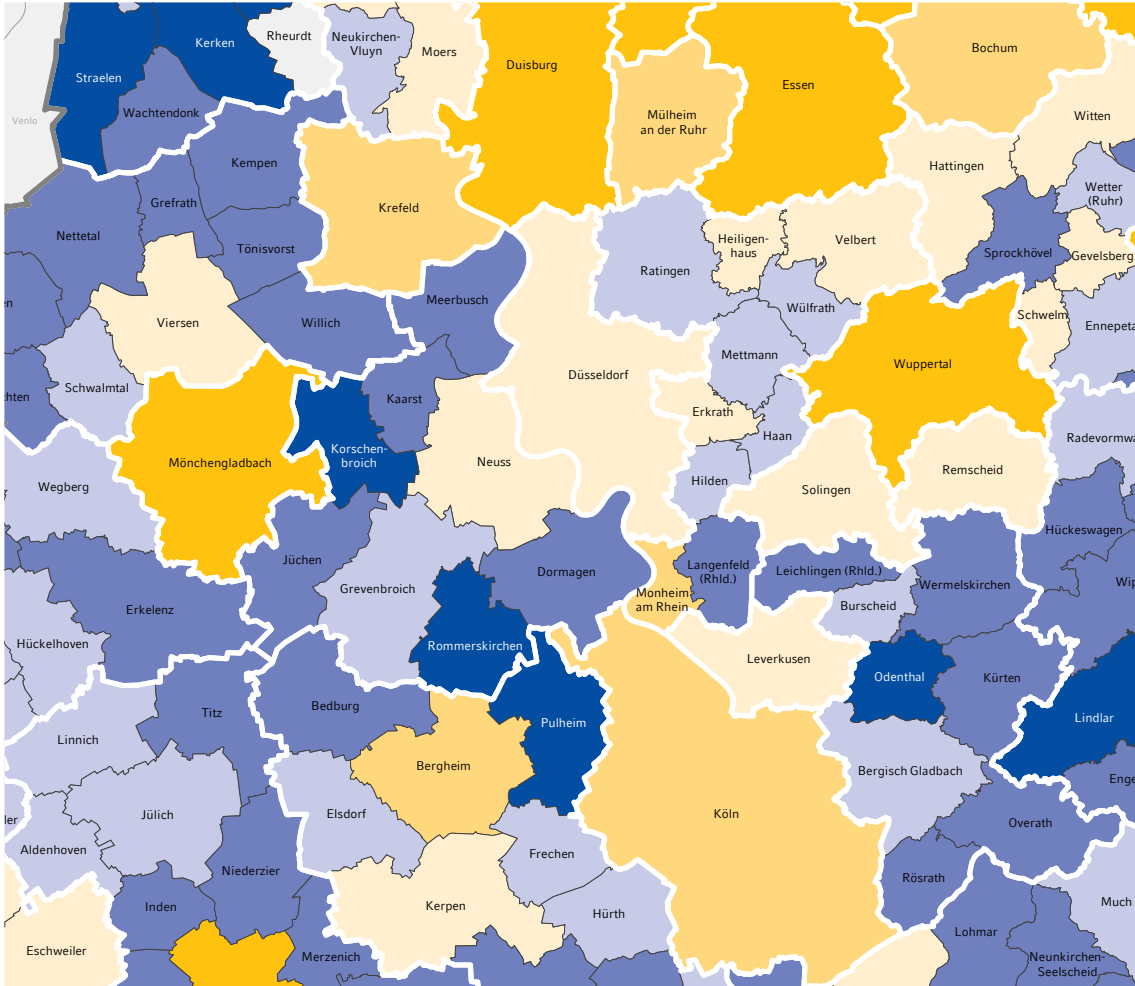 Rheurdt
Neukirchen-
Vluyn
Kerken
Moers
Bochum
Duisburg
Straelen
Essen
Wachtendonk
Venlo
Mülheim
an der Ruhr
Witten
Kempen
Hattingen
Wetter
(Ruhr)
Grefrath
Krefeld
Nettetal
Tönisvorst
Heiligen-
haus
Velbert
Sprockhövel
Gevelsberg
Ratingen
en
Meerbusch
Wülfrath
Viersen
Willich
Schwelm
Ennepeta
Mettmann
Wuppertal
Düsseldorf
Schwalmtal
chten
Kaarst
Erkrath
Haan
Radevormwa
Korschen-
broich
Mönchengladbach
Neuss
Remscheid
Hilden
Solingen
Wegberg
Hückeswagen
Jüchen
Dormagen
Langenfeld
(Rhld.)
Leichlingen (Rhld.)
Wermelskirchen
Wip
Grevenbroich
Monheim
am Rhein
Burscheid
Erkelenz
Hückelhoven
Rommerskirchen
Leverkusen
Odenthal
Kürten
Bedburg
Titz
Pulheim
Lindlar
Linnich
Bergheim
Bergisch Gladbach
Enge
Jülich
Elsdorf
Köln
ler
Overath
Aldenhoven
Frechen
Niederzier
Rösrath
Inden
Kerpen
Hürth
Much
Lohmar
Eschweiler
Merzenich
Neunkirchen-
Seelscheid